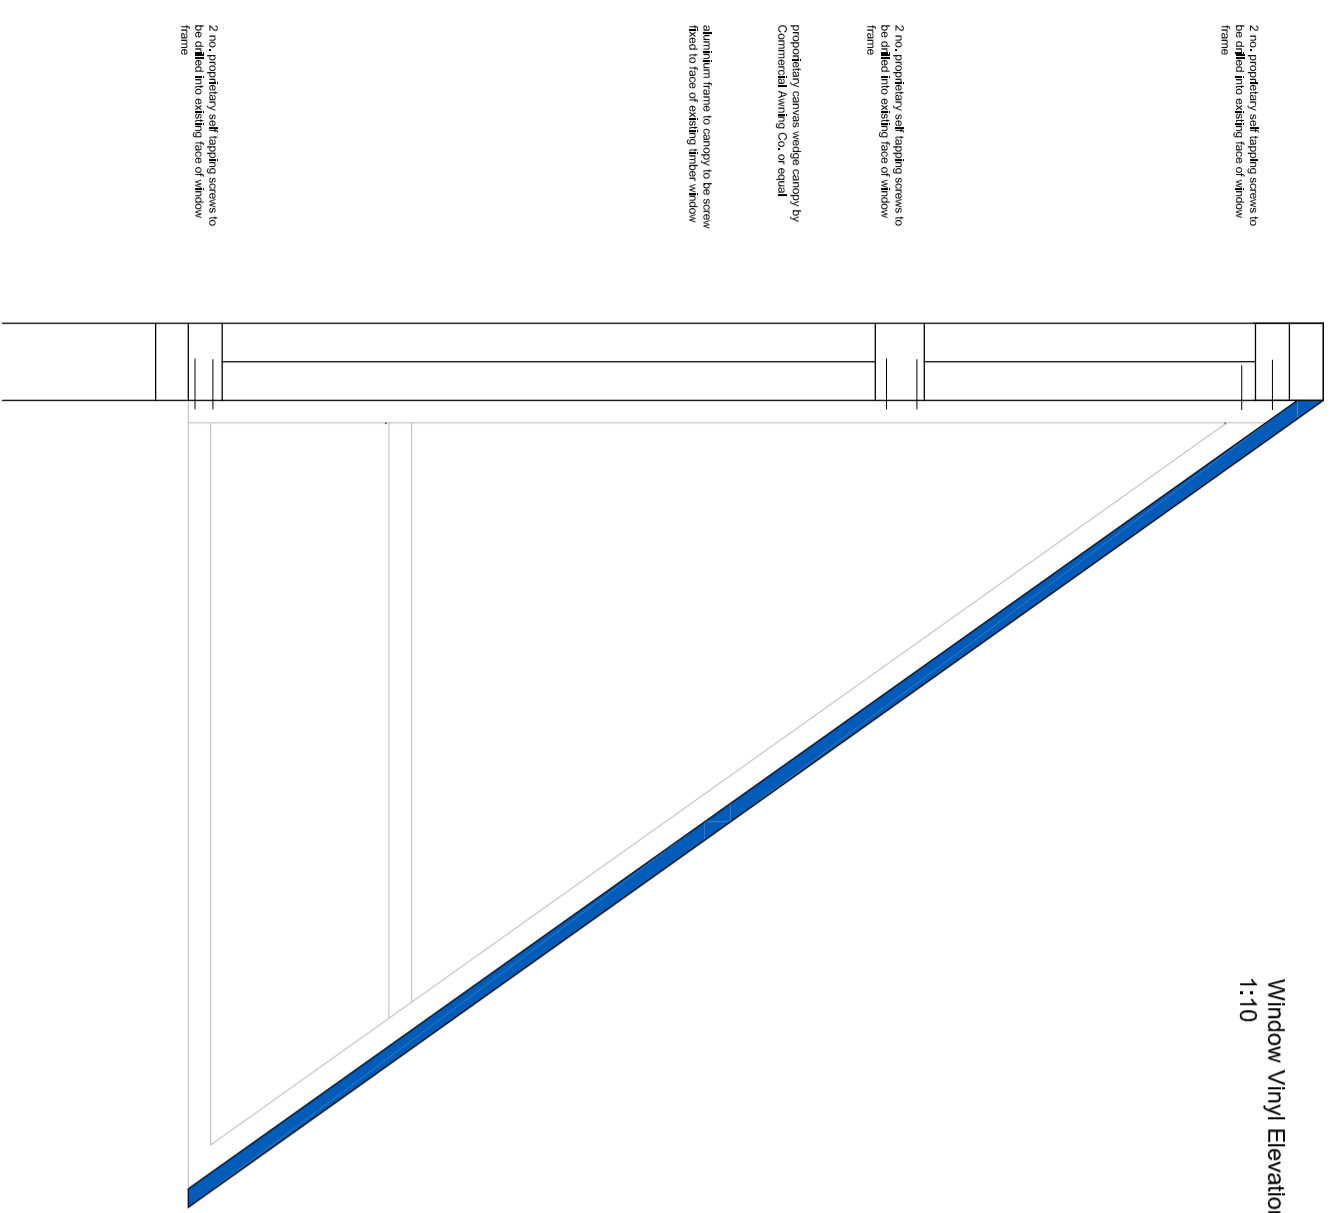 Window Vinyl Elevation
1:10
2 no. proprietary self tapping screws to
be drilled into existing face of window
frame
2 no. proprietary self tapping screws to
be drilled into existing face of window
frame
proporietary canvas wedge canopy by
Commercial Awning Co. or equal
aluminium frame to canopy to be screw
fixed to face of existing timber window
2 no. proprietary self tapping screws to
be drilled into existing face of window
frame